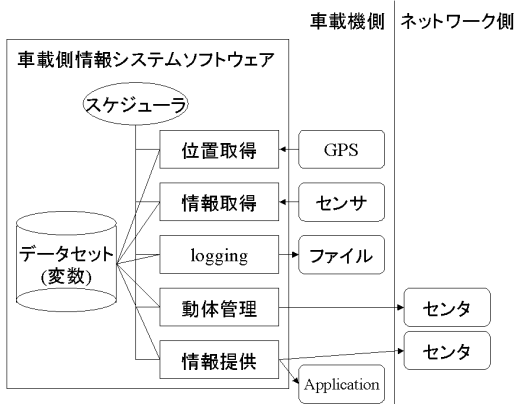 車載機側
ネットワーク側
車載側情報システムソフトウェア
スケジューラ
位置取得
GPS
情報取得
センサ
データセット
(変数)
logging
ファイル
動体管理
センタ
情報提供
センタ
Application